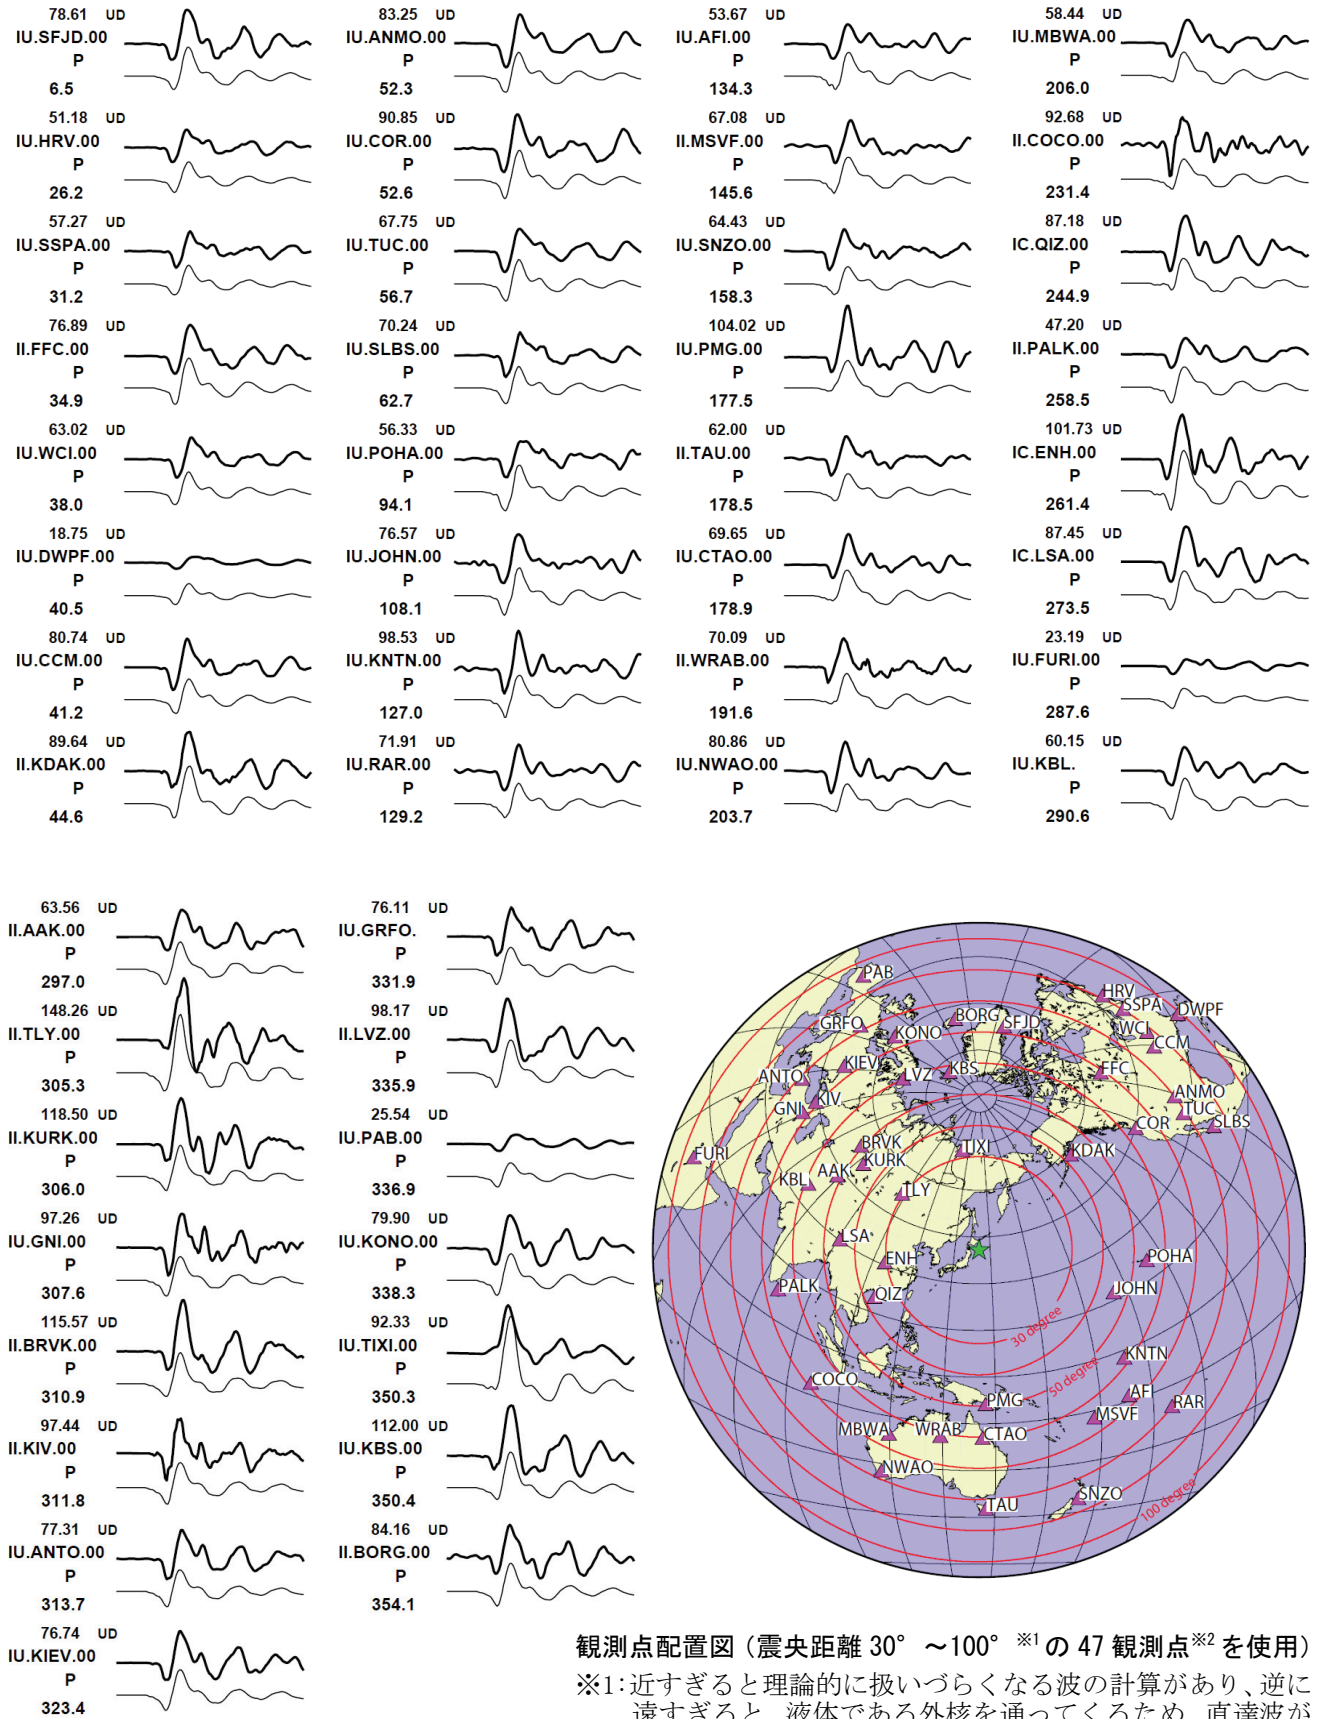 78.61 UD
IU.SFJD.00
P
6.5
51.18 UD
IU.HRV.00
P
26.2
57.27 UD
IU.SSPA.00
P
31.2
76.89 UD
II.FFC.00
P
34.9
63.02 UD
IU.WCI.00
P
38.0
18.75 UD
IU.DWPF.00
P
40.5
80.74 UD
IU.CCM.00
P
41.2
89.64 UD
II.KDAK.00
P
44.6
83.25 UD
IU.ANMO.00
P
52.3
90.85 UD
IU.COR.00
P
52.6
67.75 UD
IU.TUC.00
P
56.7
70.24 UD
IU.SLBS.00
P
62.7
56.33 UD
IU.POHA.00
P
94.1
76.57 UD
IU.JOHN.00
P
108.1
98.53 UD
IU.KNTN.00
P
127.0
71.91 UD
IU.RAR.00
P
129.2
53.67 UD
IU.AFI.00
P
134.3
67.08 UD
II.MSVF.00
P
145.6
64.43 UD
IU.SNZO.00
P
158.3
104.02 UD
IU.PMG.00
P
177.5
62.00 UD
II.TAU.00
P
178.5
69.65 UD
IU.CTAO.00
P
178.9
70.09 UD
II.WRAB.00
P
191.6
80.86 UD
IU.NWAO.00
P
203.7
58.44 UD
IU.MBWA.00
P
206.0
92.68 UD
II.COCO.00
P
231.4
87.18 UD
IC.QIZ.00
P
244.9
47.20 UD
II.PALK.00
P
258.5
101.73 UD
IC.ENH.00
P
261.4
87.45 UD
IC.LSA.00
P
273.5
23.19 UD
IU.FURI.00
P
287.6
60.15 UD
IU.KBL.
P
290.6
63.56 UD
II.AAK.00
P
297.0
148.26 UD
II.TLY.00
P
305.3
118.50 UD
II.KURK.00
P
306.0
97.26 UD
IU.GNI.00
P
307.6
115.57 UD
II.BRVK.00
P
310.9
97.44 UD
II.KIV.00
P
311.8
77.31 UD
IU.ANTO.00
P
313.7
76.74 UD
IU.KIEV.00
P
323.4
76.11 UD
IU.GRFO.
P
331.9
98.17 UD
II.LVZ.00
P
335.9
25.54 UD
IU.PAB.00
P
336.9
79.90 UD
IU.KONO.00
P
338.3
92.33 UD
IU.TIXI.00
P
350.3
112.00 UD
IU.KBS.00
P
350.4
84.16 UD
II.BORG.00
P
354.1
PAB
HRV
SSPA
DWPF
GRFO
KONO
BORG
SFJD
WCI
CCM
KIEV
LVZ
KBS
FFC
ANTO
KIV
GNI
ANMO
TUC
SLBS
COR
FURI
BRVK
KURK
TIXI
KDAK
KBL
AAK
TLY
LSA
ENH
POHA
PALK
QIZ
JOHN
30 degree
KNTN
COCO
50 degree
AFI
RAR
PMG
MSVF
MBWA
WRAB
CTAO
NWAO
SNZO
TAU
100 degree
観測点配置図（震央距離 30°～100°※1 の 47 観測点※2 を使用）
※1:近すぎると理論的に扱いづらくなる波の計算があり、逆に
遠すぎると、液体である外核を通ってくるため、直達波が